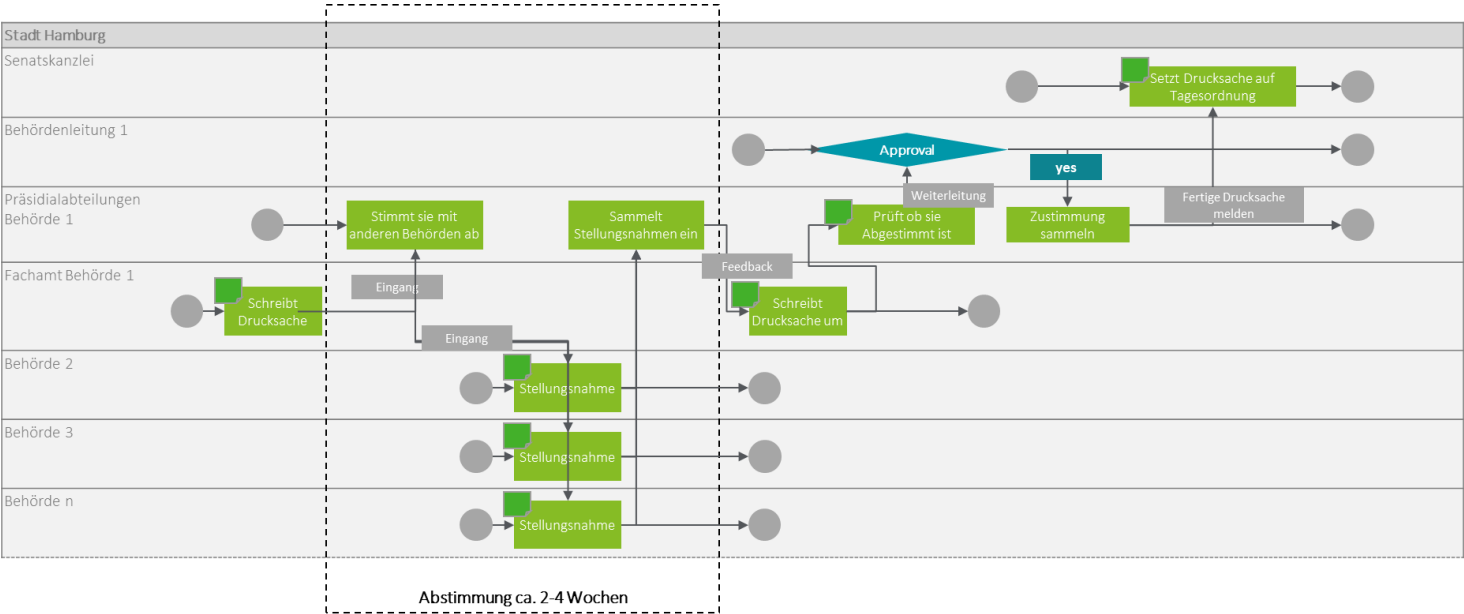 Stadt Hamburg
Senatskanzlei
Setzt Drucksache auf
Tagesordnung
Behördenleitung 1
Approval
yes
Präsidialabteilungen
Behörde 1
Stimmt sie mit
anderen Behörden ab
Sammelt
Stellungsnahmen ein
Weiterleitung
Prüft ob sie
Abgestimmt ist
Zustimmung
sammeln
Fertige Drucksache
melden
Fachamt Behörde 1
Schreibt
Drucksache
Eingang
Eingang
Feedback
Schreibt
Drucksache um
Behörde 2
Stellungsnahme
Behörde 3
Stellungsnahme
Behörde n
Stellungsnahme
Abstimmung ca. 2-4 Wochen